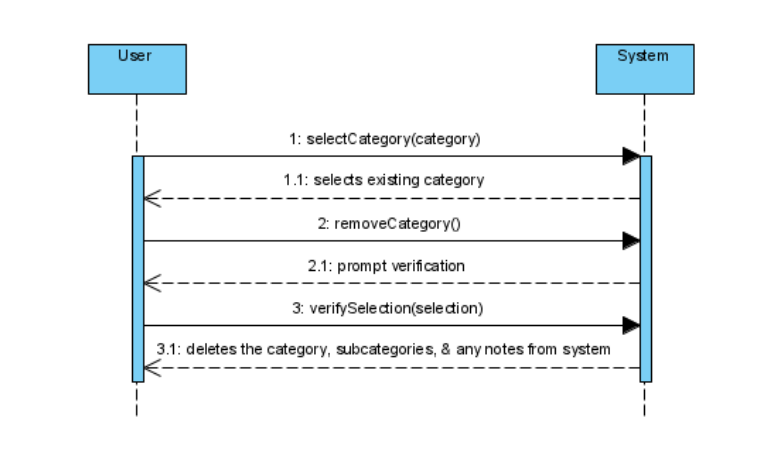 User
System
1: selectCategory(category)
1.1: selects existing category
2: removeCategory()
2.1: prompt verification
3: verifySelection(selection)
3.1: deletes the category, subcategories, & any notes from system